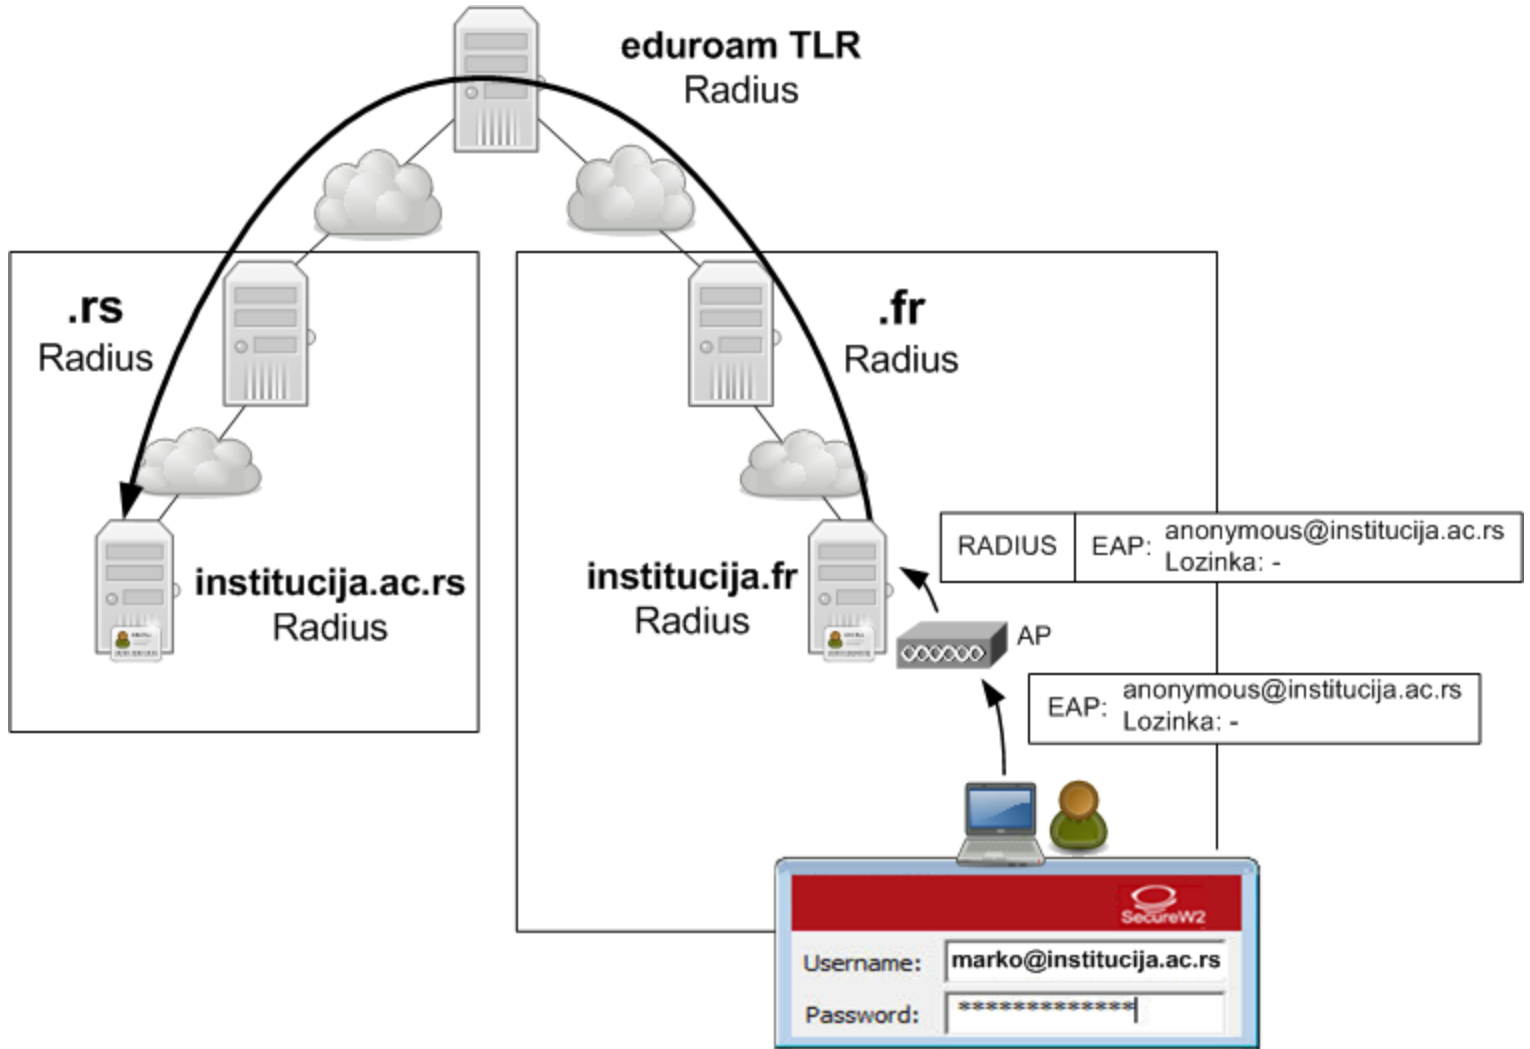 eduroam TLR
Radius
.rs
Radius
.fr
Radius
institucija.ac.rs
Radius
institucija.fr
Radius
RADIUS
EAP:
anonymous@institucija.ac.rs
Lozinka: -
AP
EAP:
anonymous@institucija.ac.rs
Lozinka: -
SecureW2
Username:
marko@institucija.ac.rs
Password:
*************